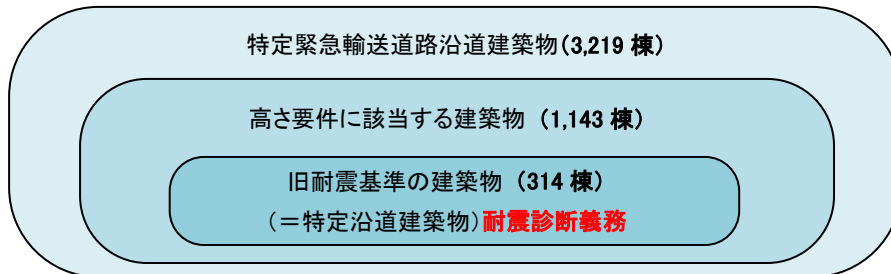 特定緊急輸送道路沿道建築物（3,219 棟）
高さ要件に該当する建築物 （1,143 棟）
旧耐震基準の建築物 （314 棟）
（＝特定沿道建築物）耐震診断義務